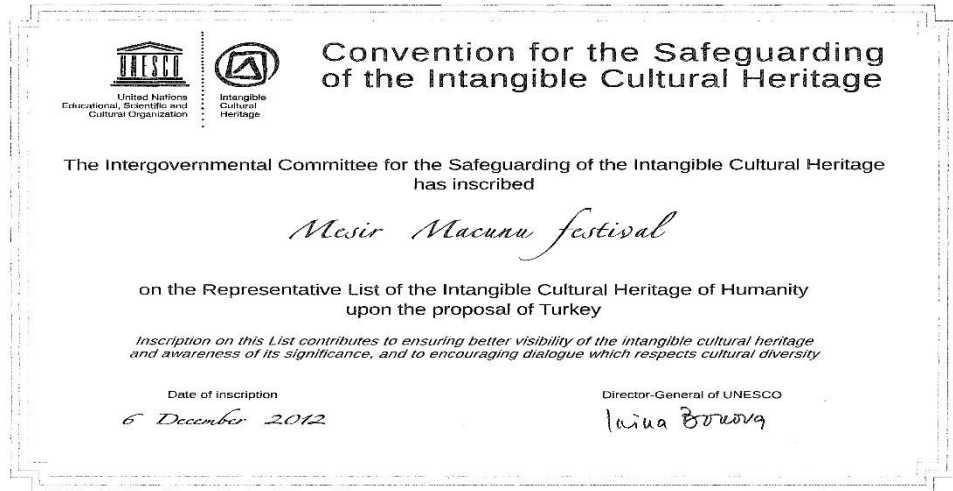 UNESCO
United Nations
Educational, Scientific and
Cultural Organization
Intangible
Cultural
Heritage
Convention for the Safeguarding
of the Intangible Cultural Heritage
The Intergovernmental Committee for the Safeguarding of the Intangible Cultural Heritage
has inscribed
Mesir Macunu festival
on the Representative List of the Intangible Cultural Heritage of Humanity
upon the proposal of Turkey
Inscription on this List contributes to ensuring better visibility of the intangible cultural heritage
and awareness of its significance, and to encouraging dialogue which respects cultural diversity
Date of inscription
6 December 2012
Director-General of UNESCO
Irina Bokova